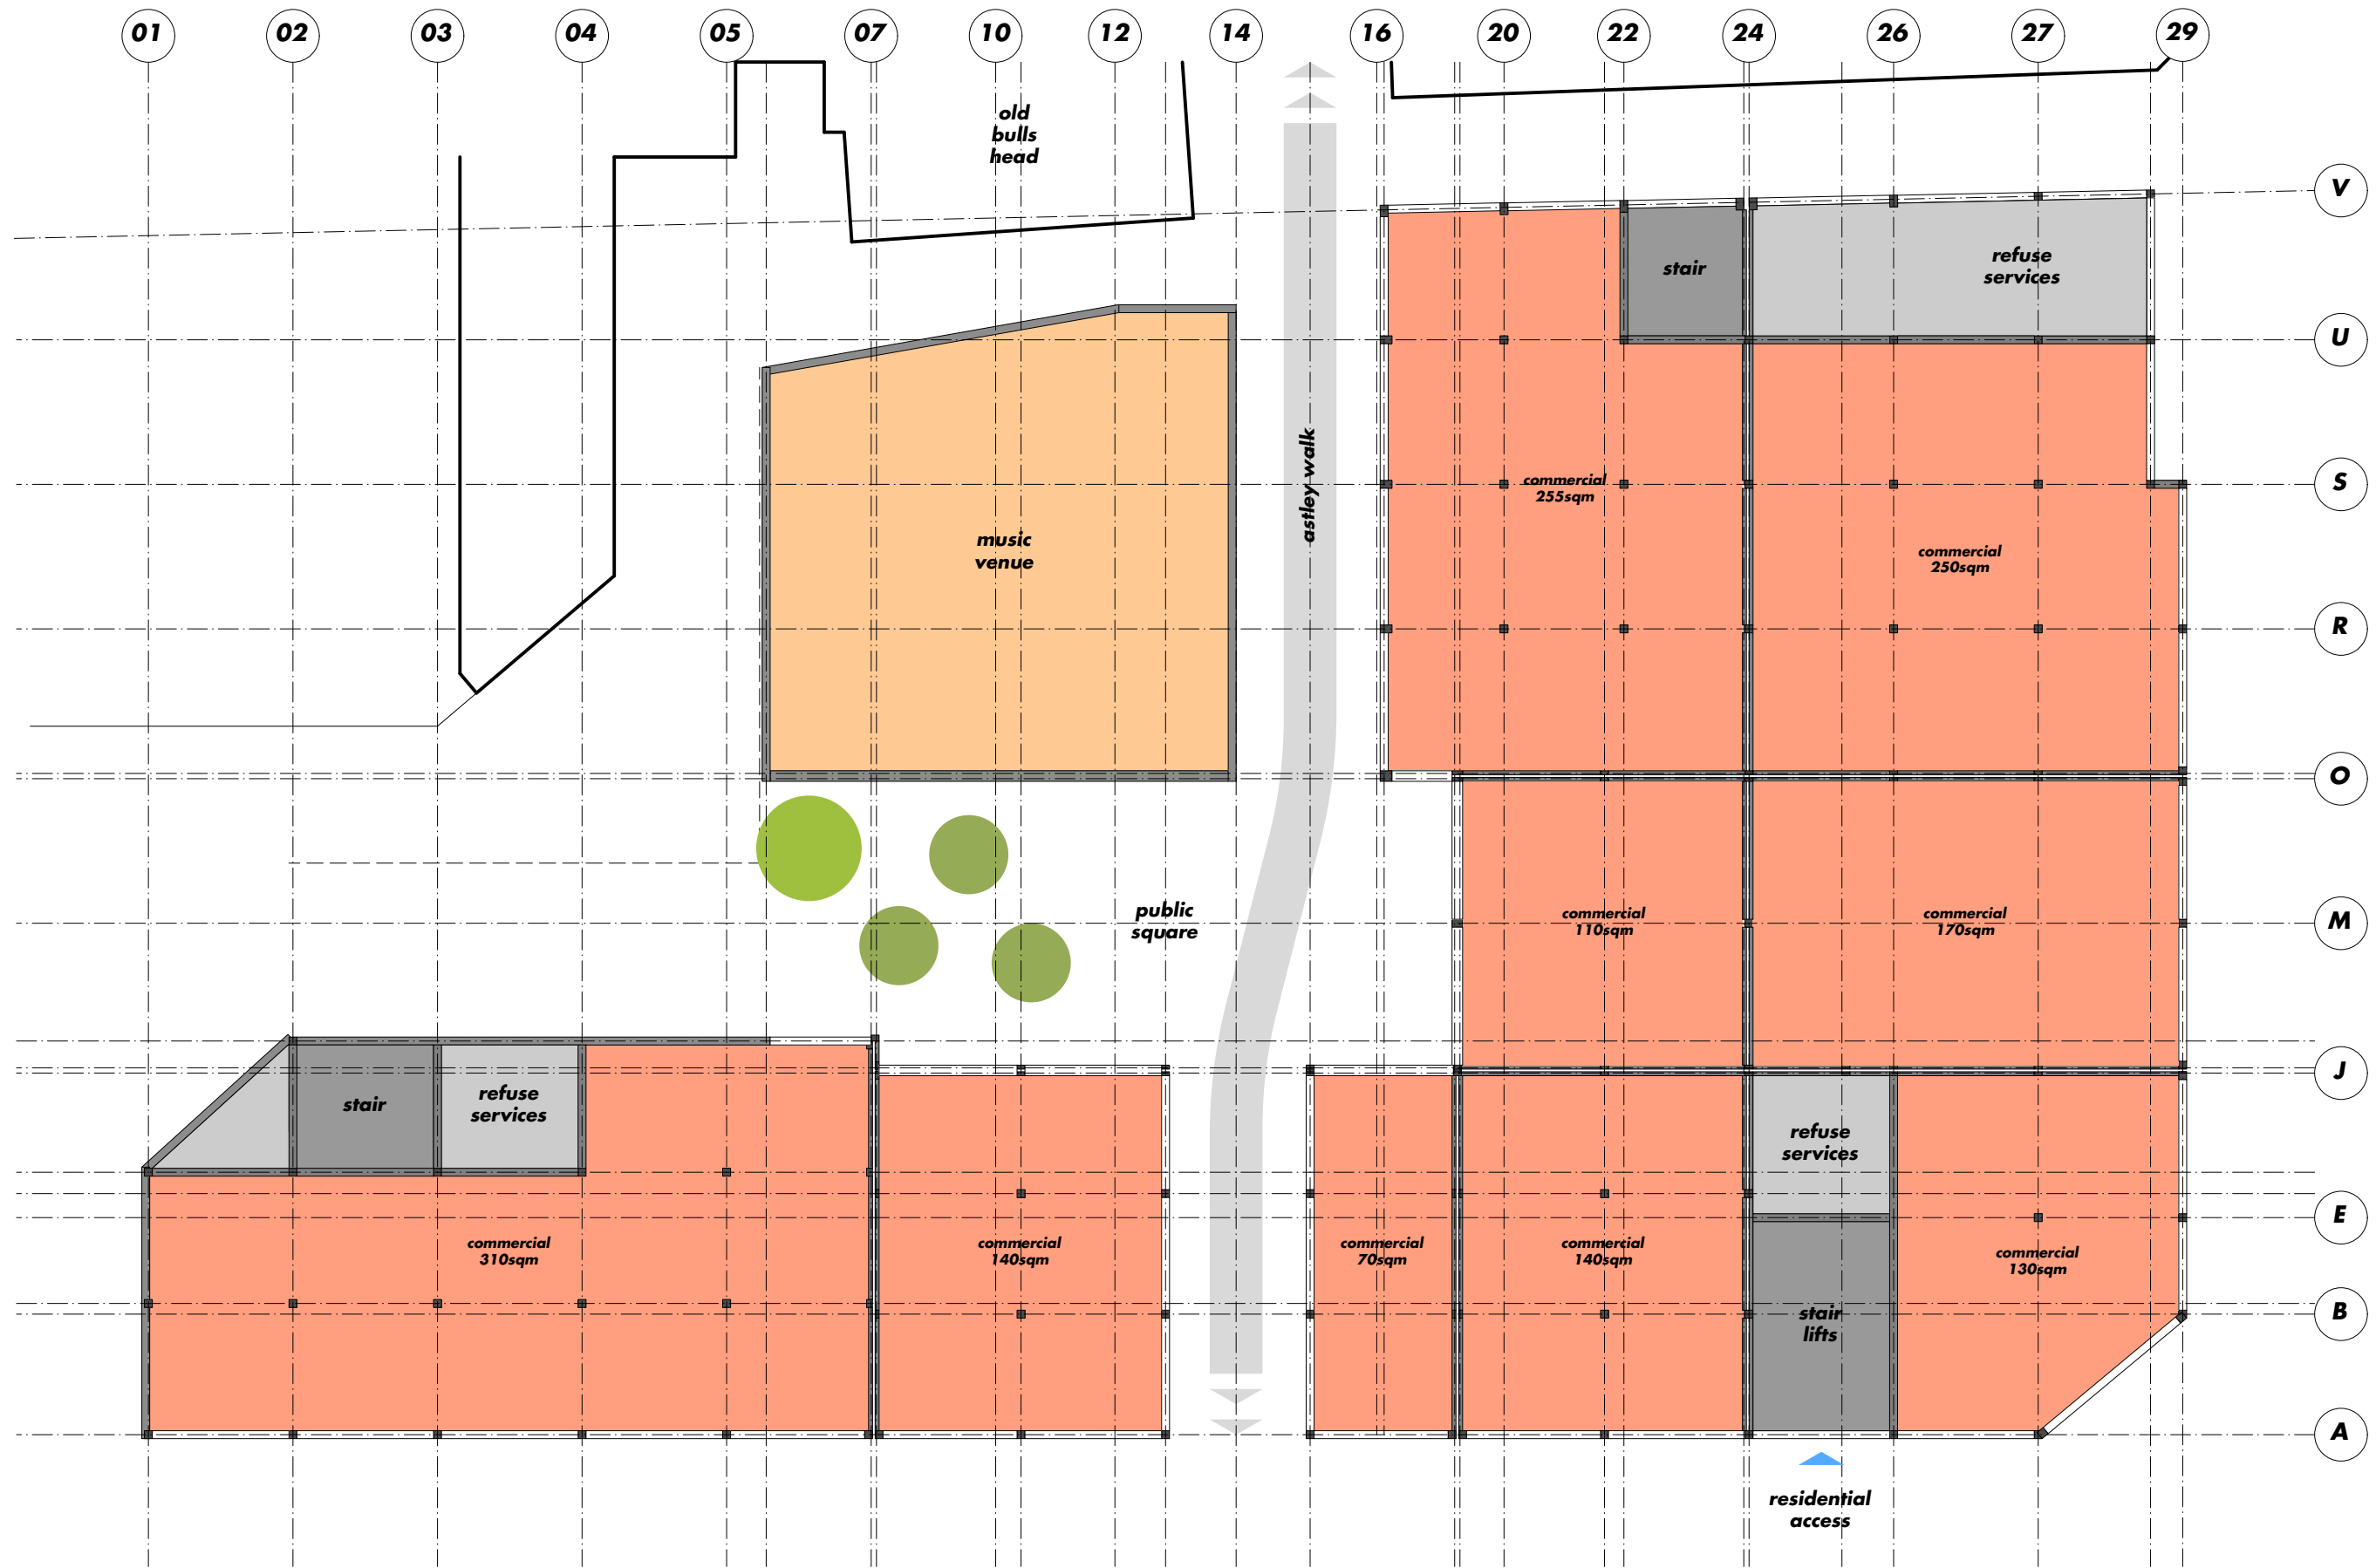 01 02 03 04 05 07 10 12 14 16 20 22 24 26 27 29
old
bulls
head
V
stair
refuse
services
U
astley walk
commercial
255sqm
S
music
venue
commercial
250sqm
R
O
public
square
commercial
110sqm
commercial
170sqm
M
J
stair
refuse
services
refuse
services
E
commercial
310sqm
commercial
140sqm
commercial
70sqm
commercial
140sqm
commercial
130sqm
stair
lifts
B
A
residential
access